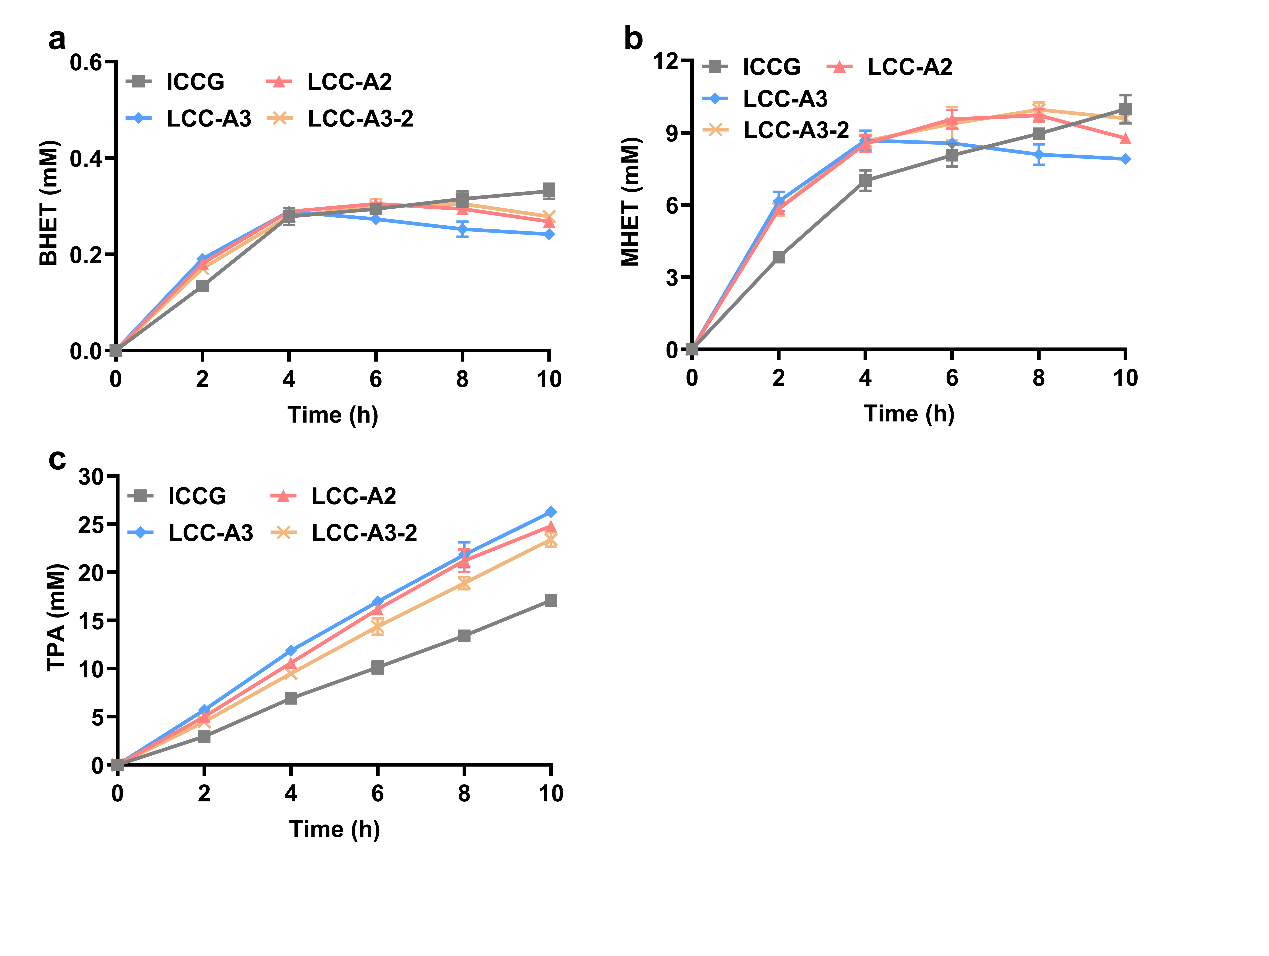 a
0.6
0.4
0.2
0.0
BHET (mM)
ICCG
LCC-A2
LCC-A3
LCC-A3-2
0 2 4 6 8 10
Time (h)
b
12
9
6
3
0
MHET (mM)
ICCG
LCC-A2
LCC-A3
LCC-A3-2
0 2 4 6 8 10
Time (h)
c
30
25
20
15
10
5
0
TPA (mM)
ICCG
LCC-A2
LCC-A3
LCC-A3-2
0 2 4 6 8 10
Time (h)